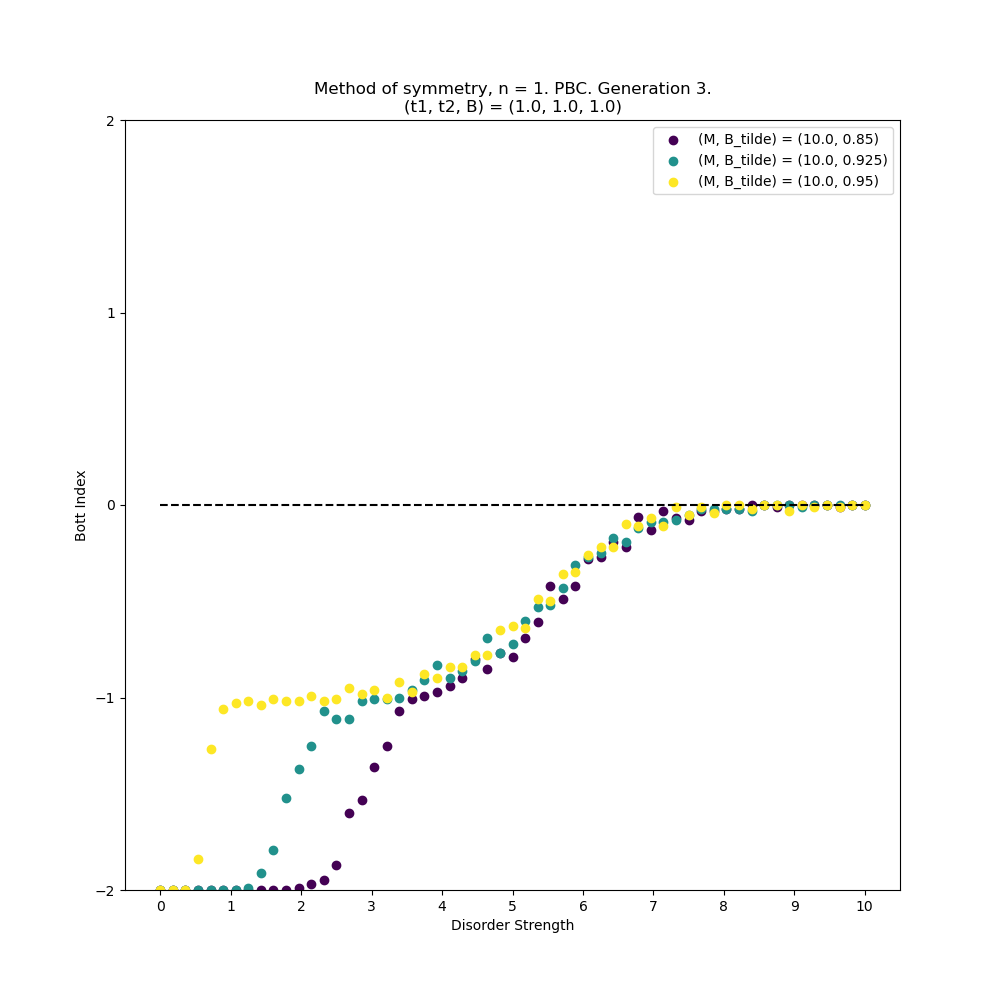 Method of symmetry, n = 1. PBC. Generation 3.
(t1, t2, B) = (1.0, 1.0, 1.0)
(M, B_tilde) = (10.0, 0.85)
(M, B_tilde) = (10.0, 0.925)
(M, B_tilde) = (10.0, 0.95)
2
1
0
−1
−2
Bott Index
0 1 2 3 4 5 6 7 8 9 10
Disorder Strength